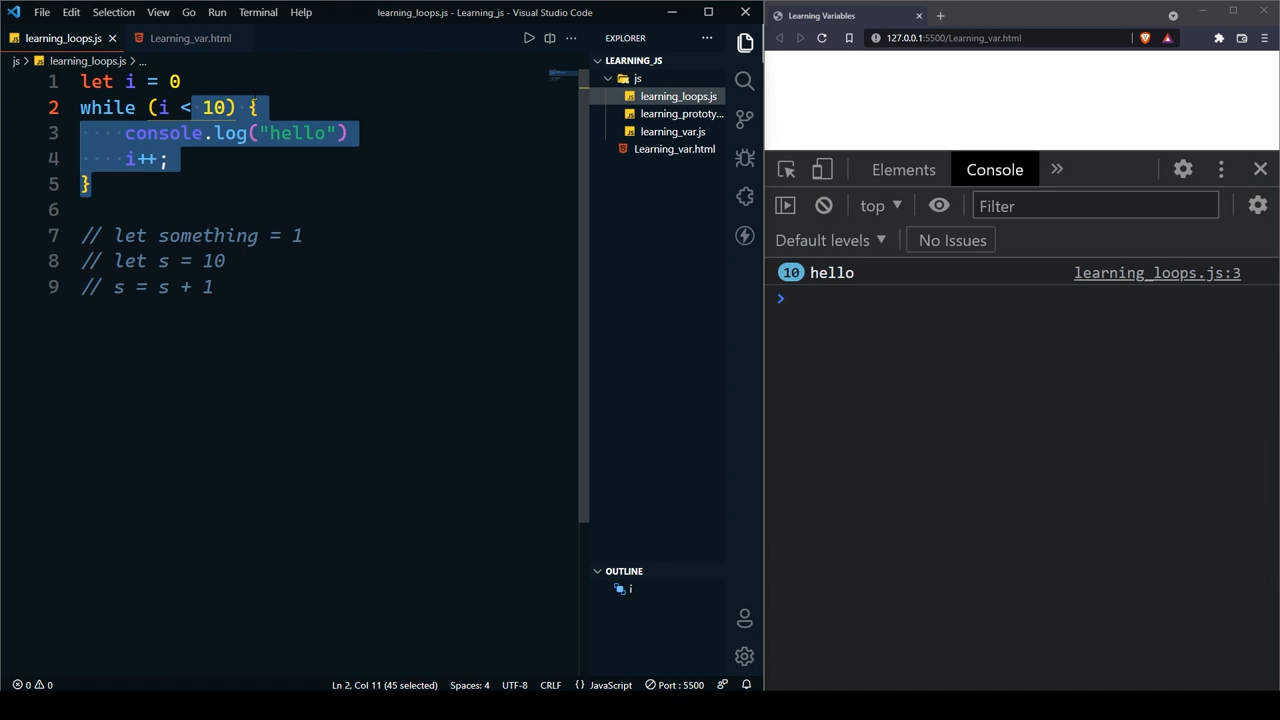 File Edit Selection View Go Run Terminal Help
learning_loops.js - Learning_js - Visual Studio Code
learning_loops.js
Learning_var.html
js > learning_loops.js > ...
1 let i = 0
2 while (i < 10) {
3 console.log("hello")
4 i++;
5 }
6
7 // let something = 1
8 // let s = 10
9 // s = s + 1
EXPLORER
LEARNING_JS
js
learning_loops.js
learning_prototy...
learning_var.js
Learning_var.html
OUTLINE
i
0 0
Ln 2, Col 11 (45 selected)
Spaces: 4
UTF-8
CRLF
{ } JavaScript
Port : 5500
Learning Variables
127.0.0.1:5500/Learning_var.html
Elements
Console
top
Filter
Default levels
No Issues
10 hello learning_loops.js:3